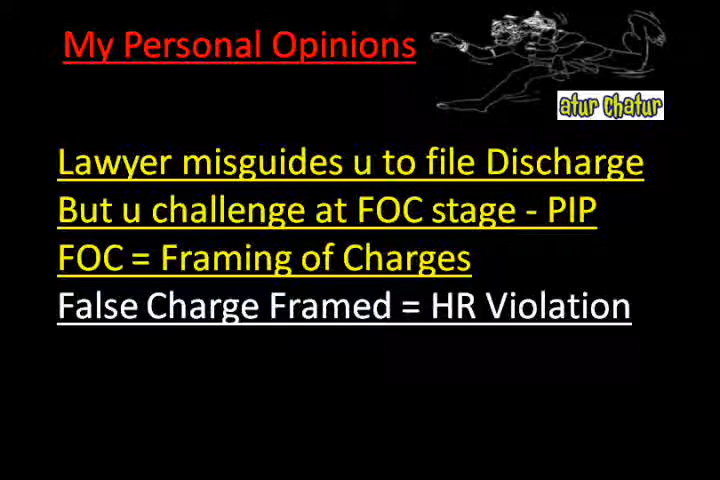 My Personal Opinions
atur chatur
Lawyer misguides u to file Discharge
But u challenge at FOC stage - PIP
FOC = Framing of Charges
False Charge Framed = HR Violation